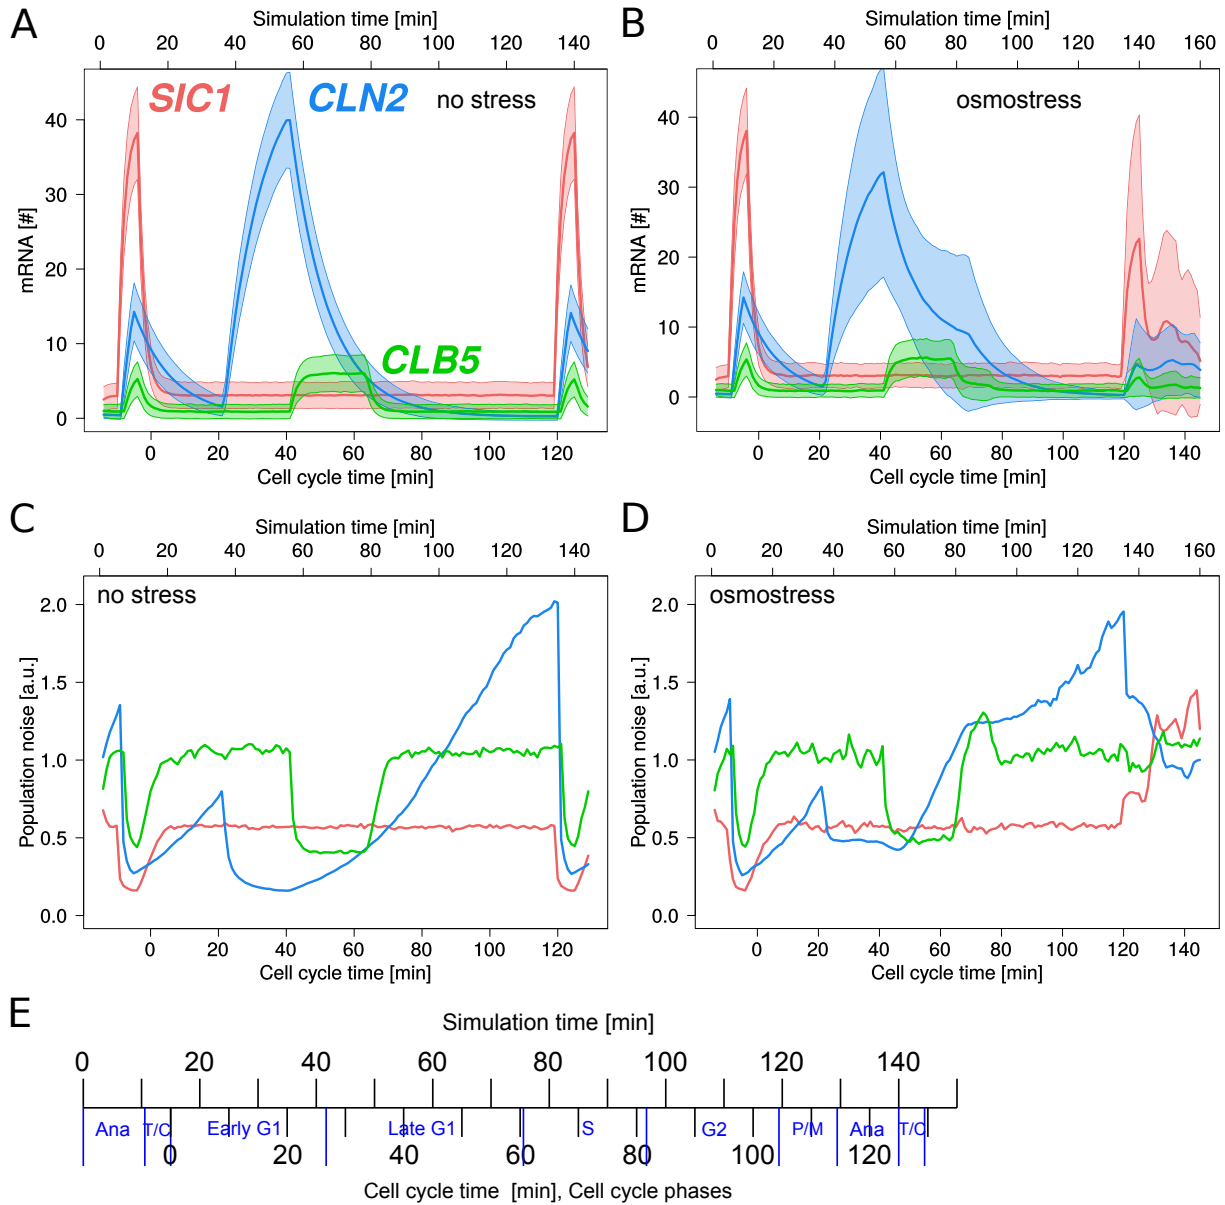 A
Simulation time [min]
0 20 40 60 80 100 120 140
SIC1 CLN2 no stress
CLB5
mRNA [#]
40
30
20
10
0
0 20 40 60 80 100 120
Cell cycle time [min]
B
Simulation time [min]
0 20 40 60 80 100 120 140 160
osmostress
mRNA [#]
40
30
20
10
0
0 20 40 60 80 100 120 140
Cell cycle time [min]
C
Simulation time [min]
0 20 40 60 80 100 120 140
no stress
Population noise [a.u.]
2.0
1.5
1.0
0.5
0.0
0 20 40 60 80 100 120
Cell cycle time [min]
D
Simulation time [min]
0 20 40 60 80 100 120 140 160
osmostress
Population noise [a.u.]
2.0
1.5
1.0
0.5
0.0
0 20 40 60 80 100 120 140
Cell cycle time [min]
E
Simulation time [min]
0 20 40 60 80 100 120 140
Ana T/C Early G1 Late G1 S G2 P/M Ana T/C
0 20 40 60 80 100 120
Cell cycle time [min], Cell cycle phases